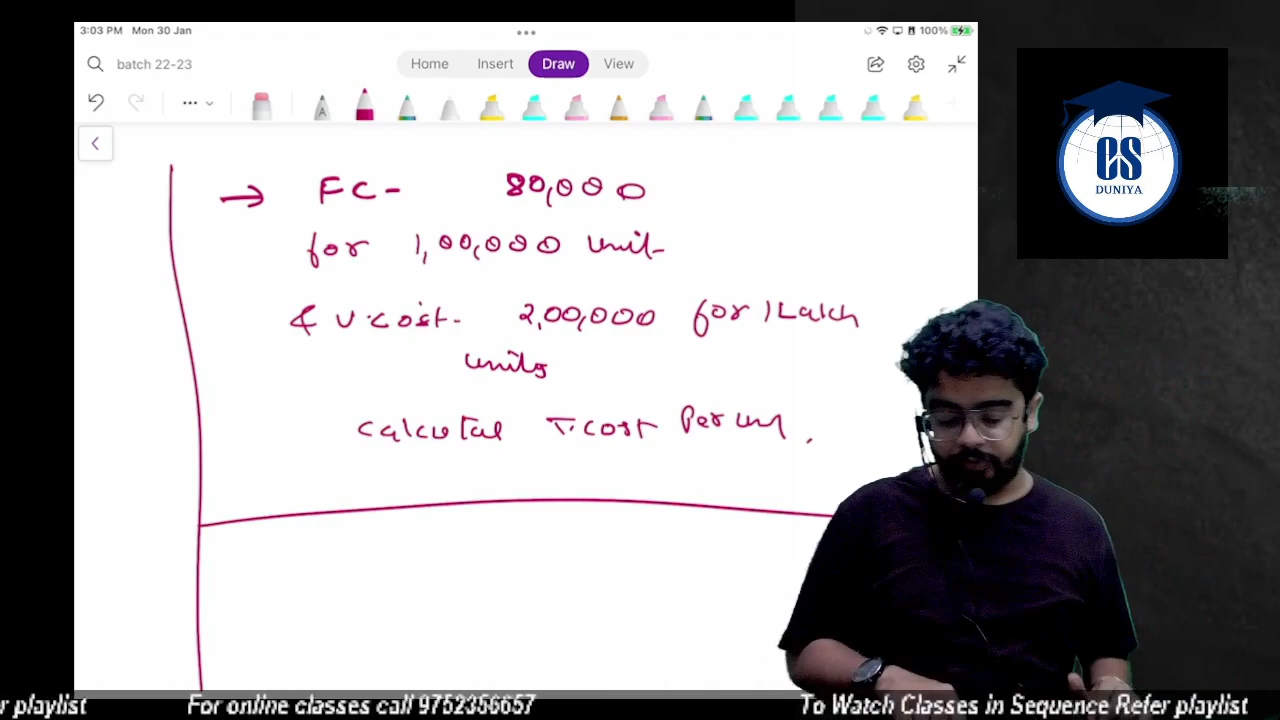 3:03 PM Mon 30 Jan
100%
batch 22-23
Home Insert Draw View
A
→ FC - 80,000
for 1,00,000 unit
& V.cost - 2,00,000 for 1 Lakh
units
T.cost Per
CS
DUNIYA
r playlist For online classes call 9752356657 To Watch Classes in Sequence Refer playlist